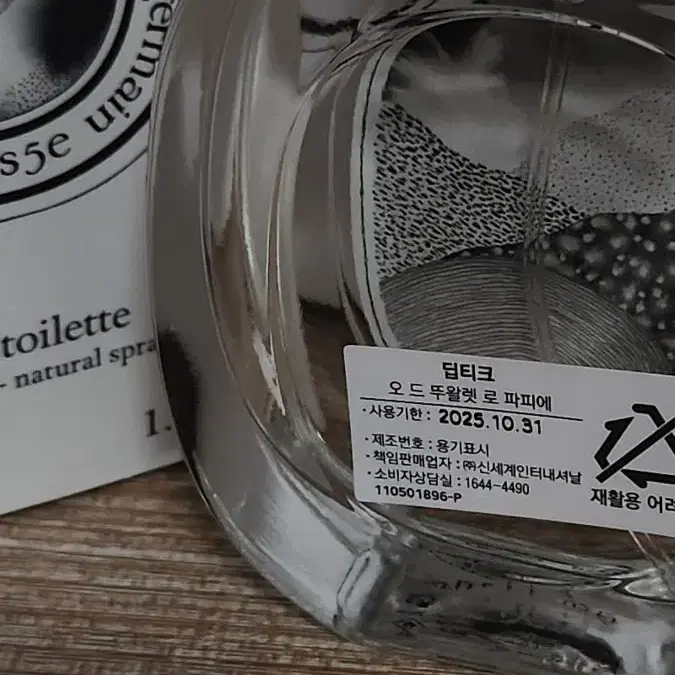 s5e
germain
toilette
- natural spra
1.
딥티크
오 드 뚜왈렛 로 파피에
· 사용기한 : 2025.10.31
· 제조번호 : 용기표시
· 책임판매업자 : ㈜신세계인터내셔날
· 소비자상담실 : 1644-4490
110501896-P
재활용 어려